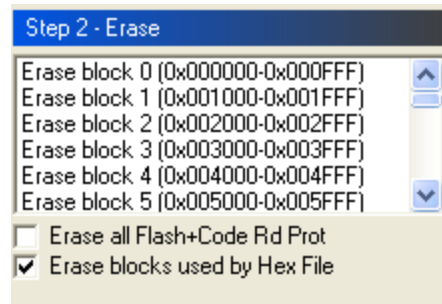 Step 2 - Erase
Erase block 0 (0x000000-0x000FFF)
Erase block 1 (0x001000-0x001FFF)
Erase block 2 (0x002000-0x002FFF)
Erase block 3 (0x003000-0x003FFF)
Erase block 4 (0x004000-0x004FFF)
Erase block 5 (0x005000-0x005FFF)
Erase all Flash+Code Rd Prot
Erase blocks used by Hex File